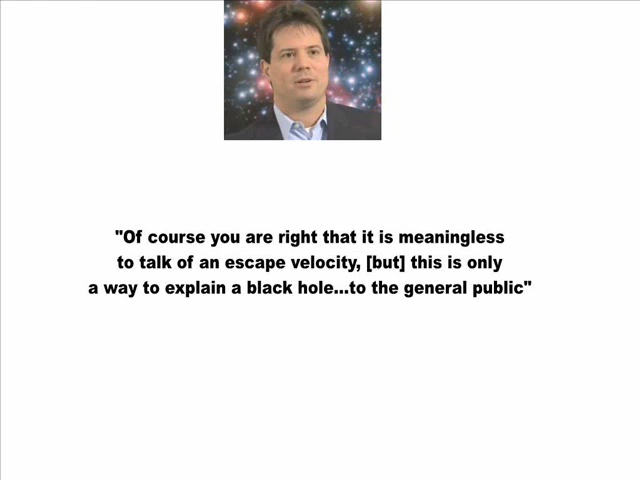 "Of course you are right that it is meaningless
to talk of an escape velocity, [but] this is only
a way to explain a black hole...to the general public"